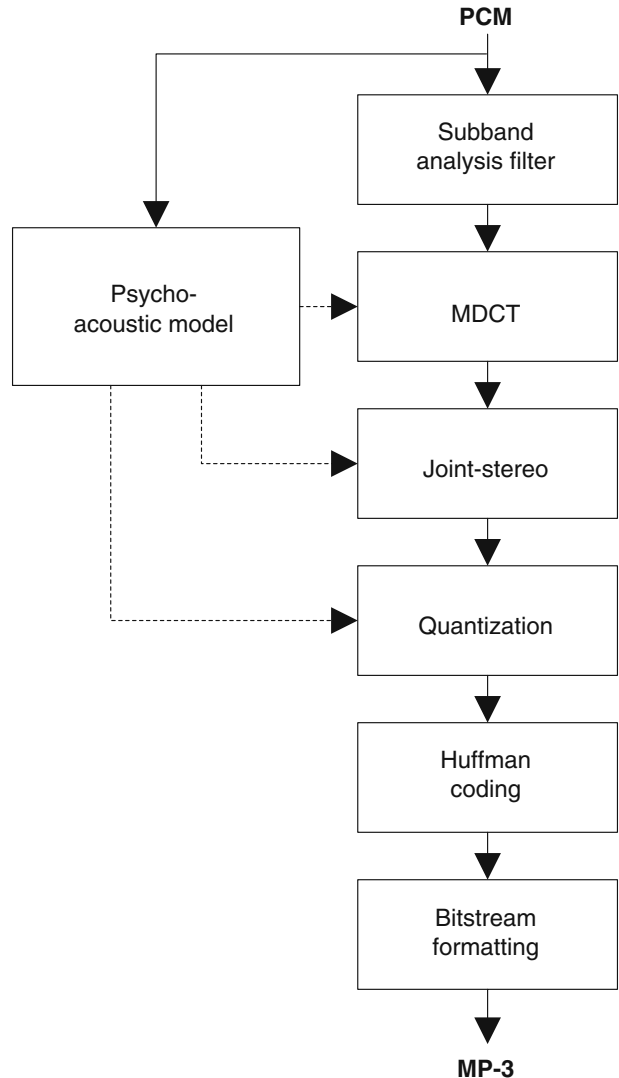 PCM
Subband
analysis filter
Psycho-
acoustic model
MDCT
Joint-stereo
Quantization
Huffman
coding
Bitstream
formatting
MP-3